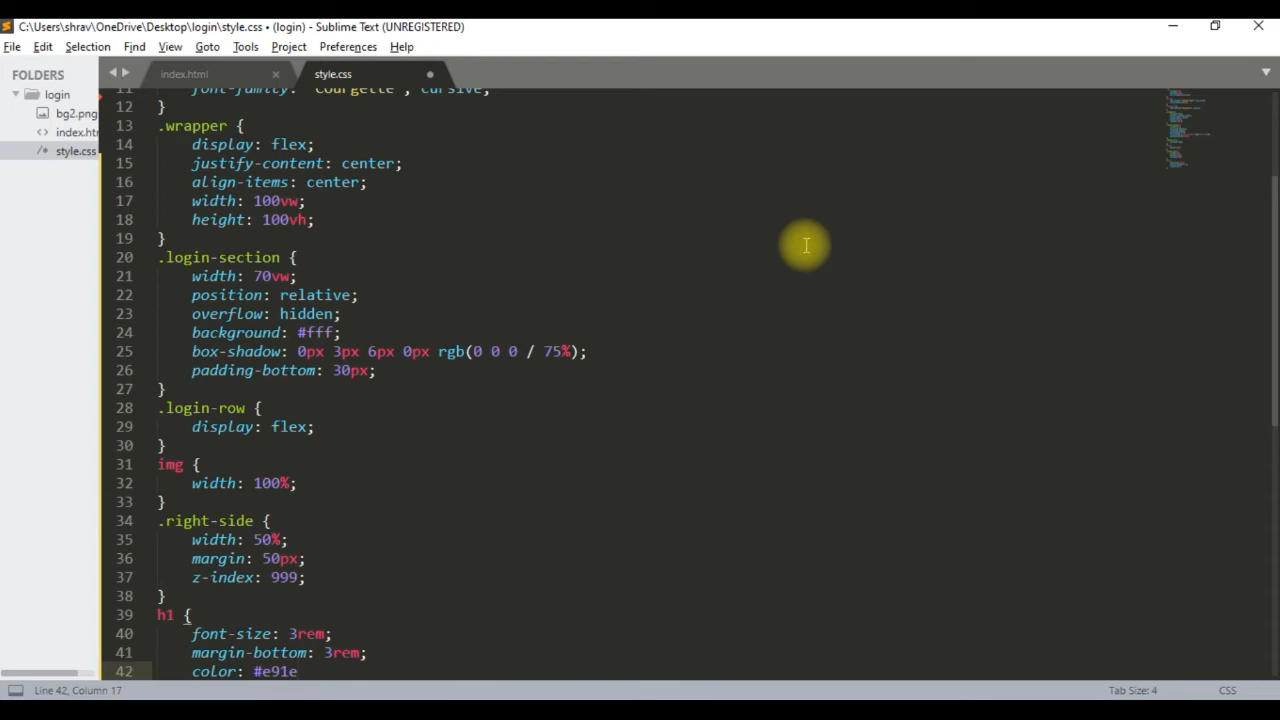 C:\Users\shrav\OneDrive\Desktop\login\style.css • (login) - Sublime Text (UNREGISTERED)
File Edit Selection Find View Goto Tools Project Preferences Help
FOLDERS
login
bg2.png
index.htm
style.css
index.html
style.css
11 font-family: "Courgette", cursive;
12 }
13 .wrapper {
14 display: flex;
15 justify-content: center;
16 align-items: center;
17 width: 100vw;
18 height: 100vh;
19 }
20 .login-section {
21 width: 70vw;
22 position: relative;
23 overflow: hidden;
24 background: #fff;
25 box-shadow: 0px 3px 6px 0px rgb(0 0 0 / 75%);
26 padding-bottom: 30px;
27 }
28 .login-row {
29 display: flex;
30 }
31 img {
32 width: 100%;
33 }
34 .right-side {
35 width: 50%;
36 margin: 50px;
37 z-index: 999;
38 }
39 h1 {
40 font-size: 3rem;
41 margin-bottom: 3rem;
42 color: #e91e
Line 42, Column 17
Tab Size: 4
CSS